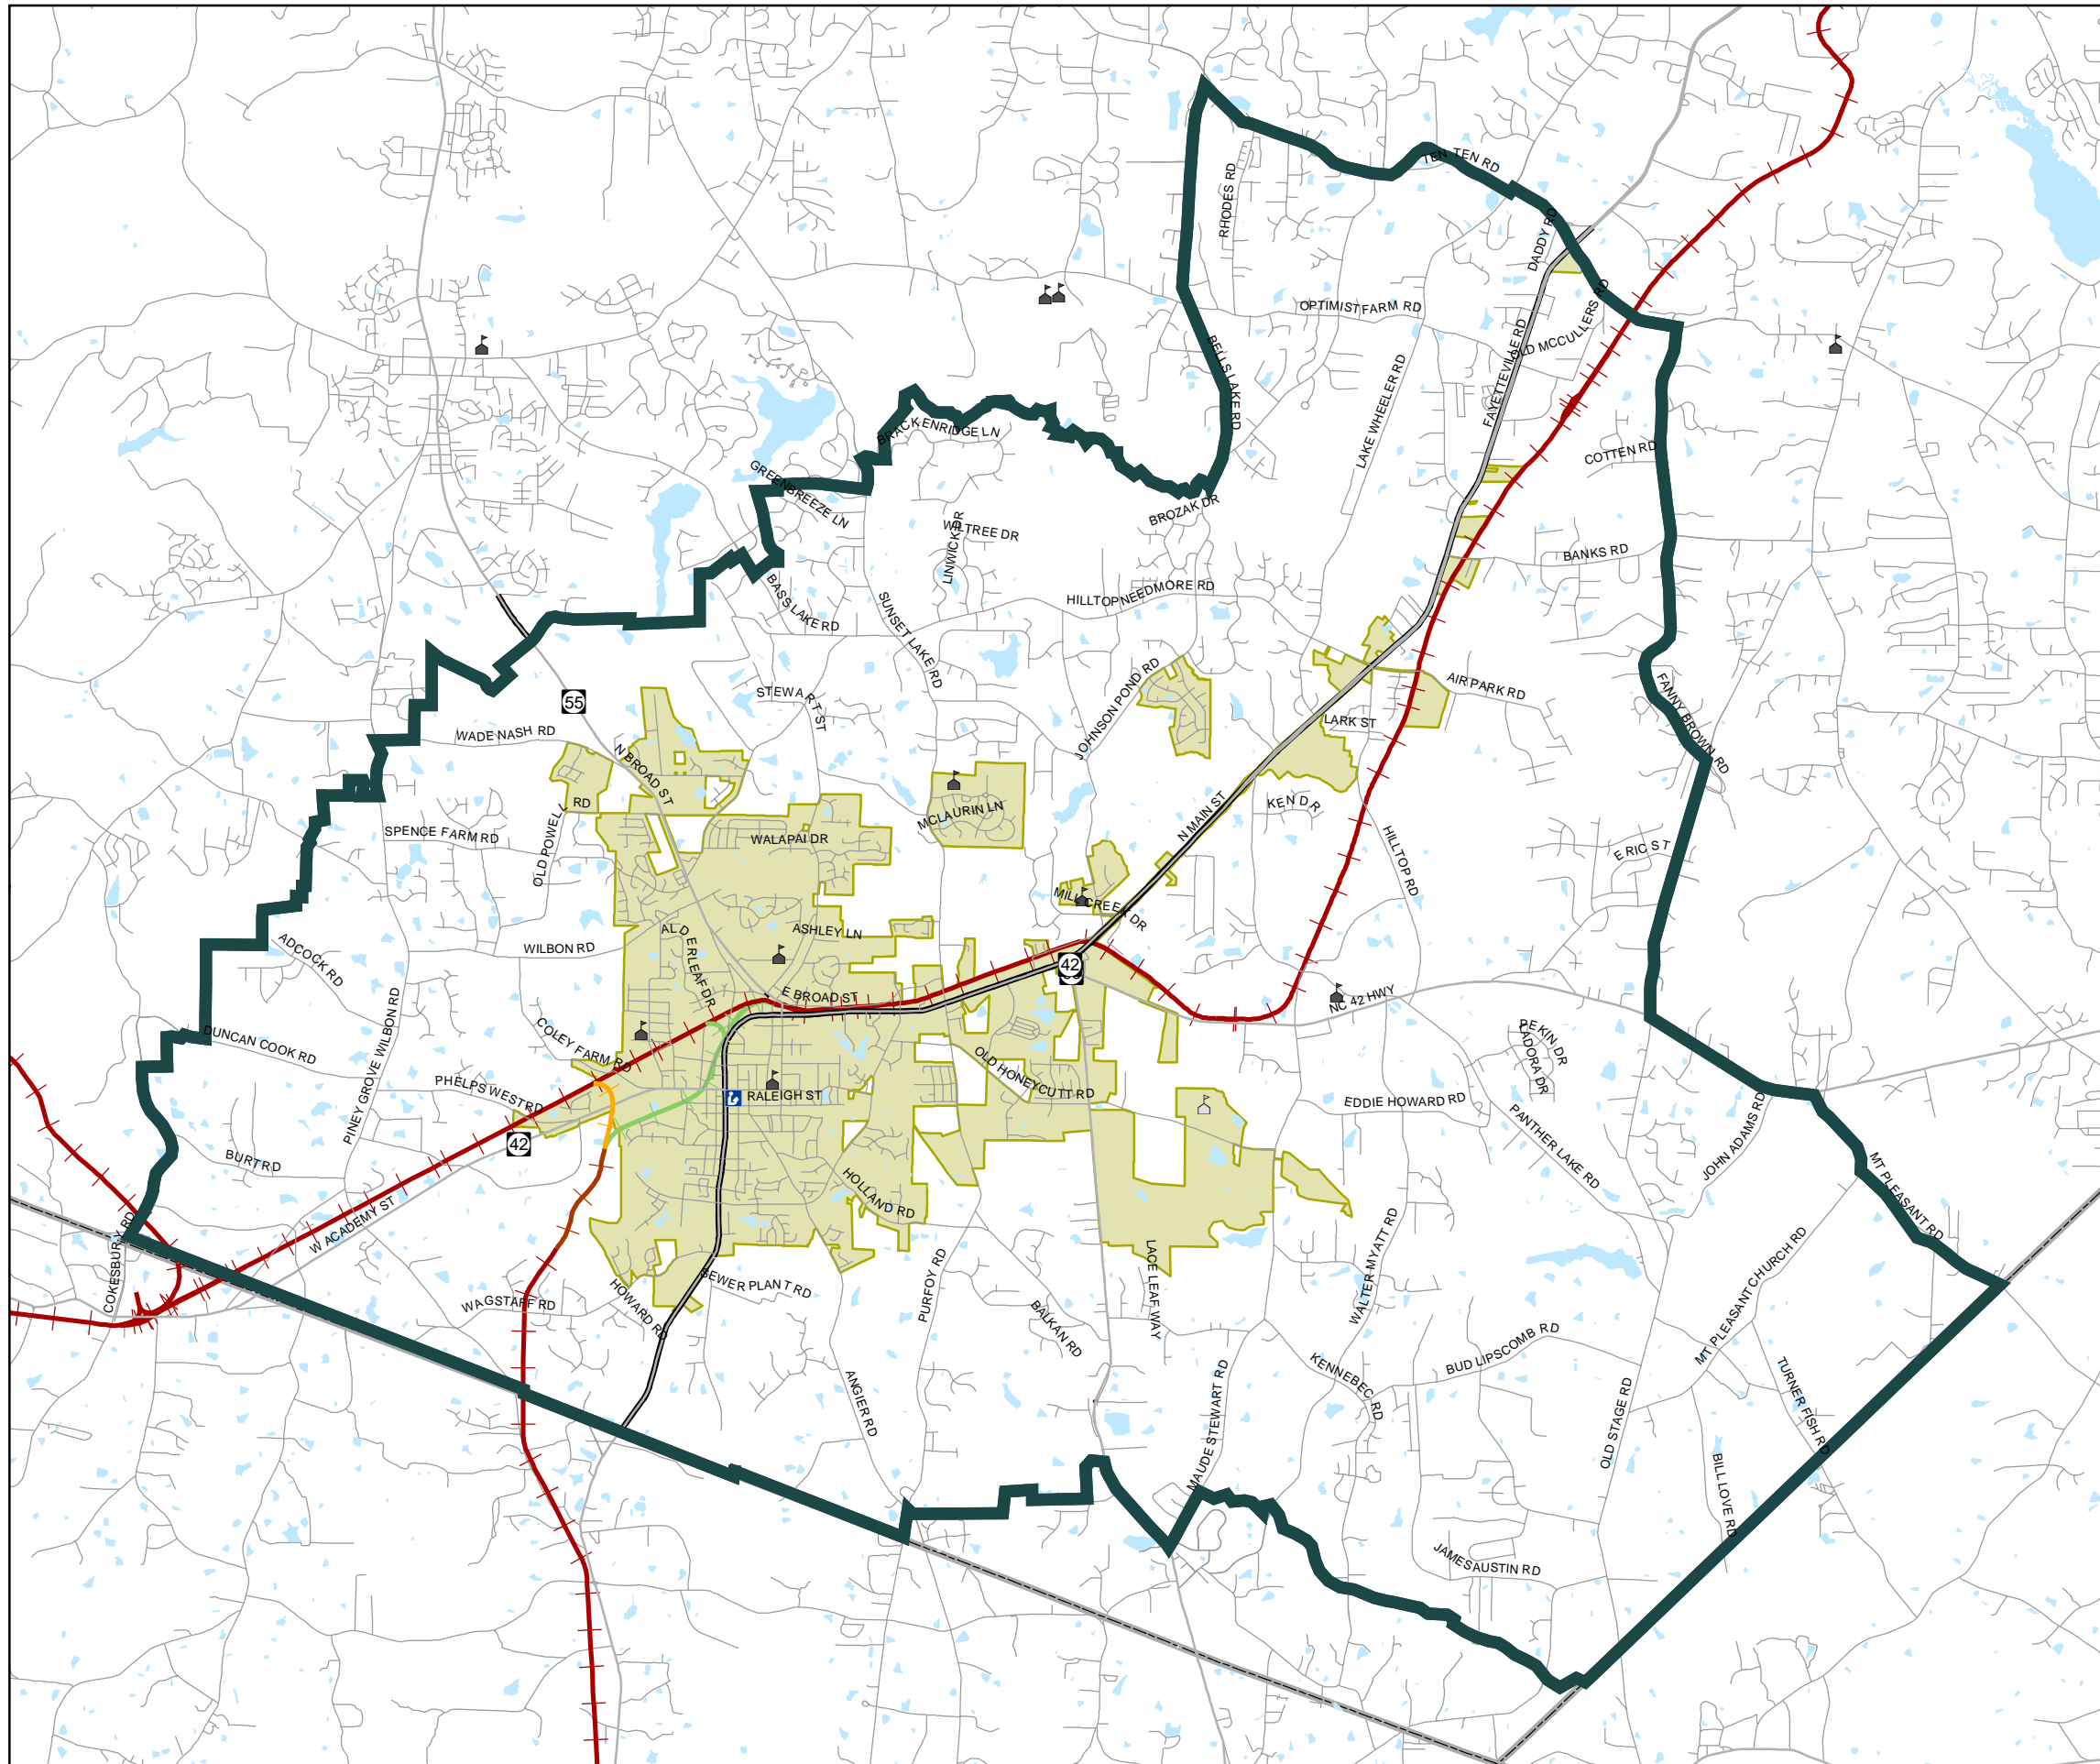 TEN TEN RD
RHODES RD
DADDY RD
OPTIMIST FARM RD
OLD MCCULLERS RD
FAYETTEVILLE RD
BELLS LAKE RD
LAKE WHEELER RD
BRACKENRIDGE LN
COTTEN RD
GREENBREEZE LN
BROZAK DR
WILTREE DR
LINWICK DR
BANKS RD
HILLTOP NEEDMORE RD
BASS LAKE RD
SUNSET LAKE RD
JOHNSON POND RD
AIR PARK RD
FANNY BROWN RD
STEWART ST
55
LARK ST
WADE NASH RD
N BROAD ST
OLD POWELL RD
MCLAURIN LN
N MAIN ST
KEN DR
SPENCE FARM RD
WALAPAI DR
HILLTOP RD
ERIC ST
MILL CREEK DR
ALDERLEAF DR
ASHLEY LN
WILBON RD
ADCOCK RD
42
E BROAD ST
NC 42 HWY
PINEY GROVE WILBON RD
DUNCAN COOK RD
COLEY FARM RD
PEKIN DR
LADORA DR
OLD HONEYCUTT RD
PHELPS WEST RD
RALEIGH ST
EDDIE HOWARD RD
PANTHER LAKE RD
JOHN ADAMS RD
42
BURT RD
MT PLEASANT RD
HOLLAND RD
W ACADEMY ST
COKESBURY RD
PURFOY RD
LACE LEAF WAY
WALTER MYATT RD
MT PLEASANT CHURCH RD
SEWER PLANT RD
WAGSTAFF RD
HOWARD RD
BALKAN RD
KENNEBEC RD
BUD LIPSCOMB RD
TURNER FISH RD
ANGIER RD
MAUDE STEWART RD
OLD STAGE RD
BILL LOVE RD
JAMES AUSTIN RD